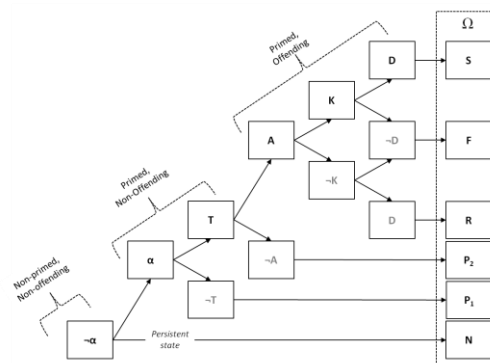 Ω
Primed,
Offending
D
S
K
A
¬D
F
Primed,
Non-Offending
¬K
T
D
R
α
¬A
P₂
Non-primed,
Non-offending
¬T
P₁
¬α
Persistent
state
N